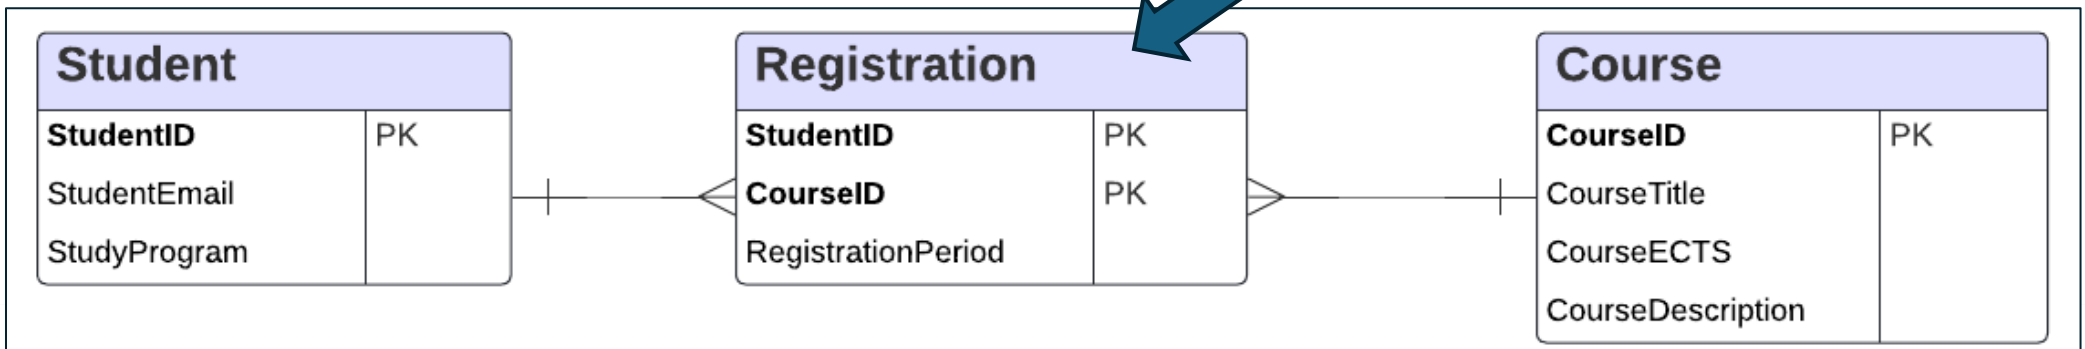 Student
StudentID PK
StudentEmail
StudyProgram
Registration
StudentID PK
CourseID PK
RegistrationPeriod
Course
CourseID PK
CourseTitle
CourseECTS
CourseDescription